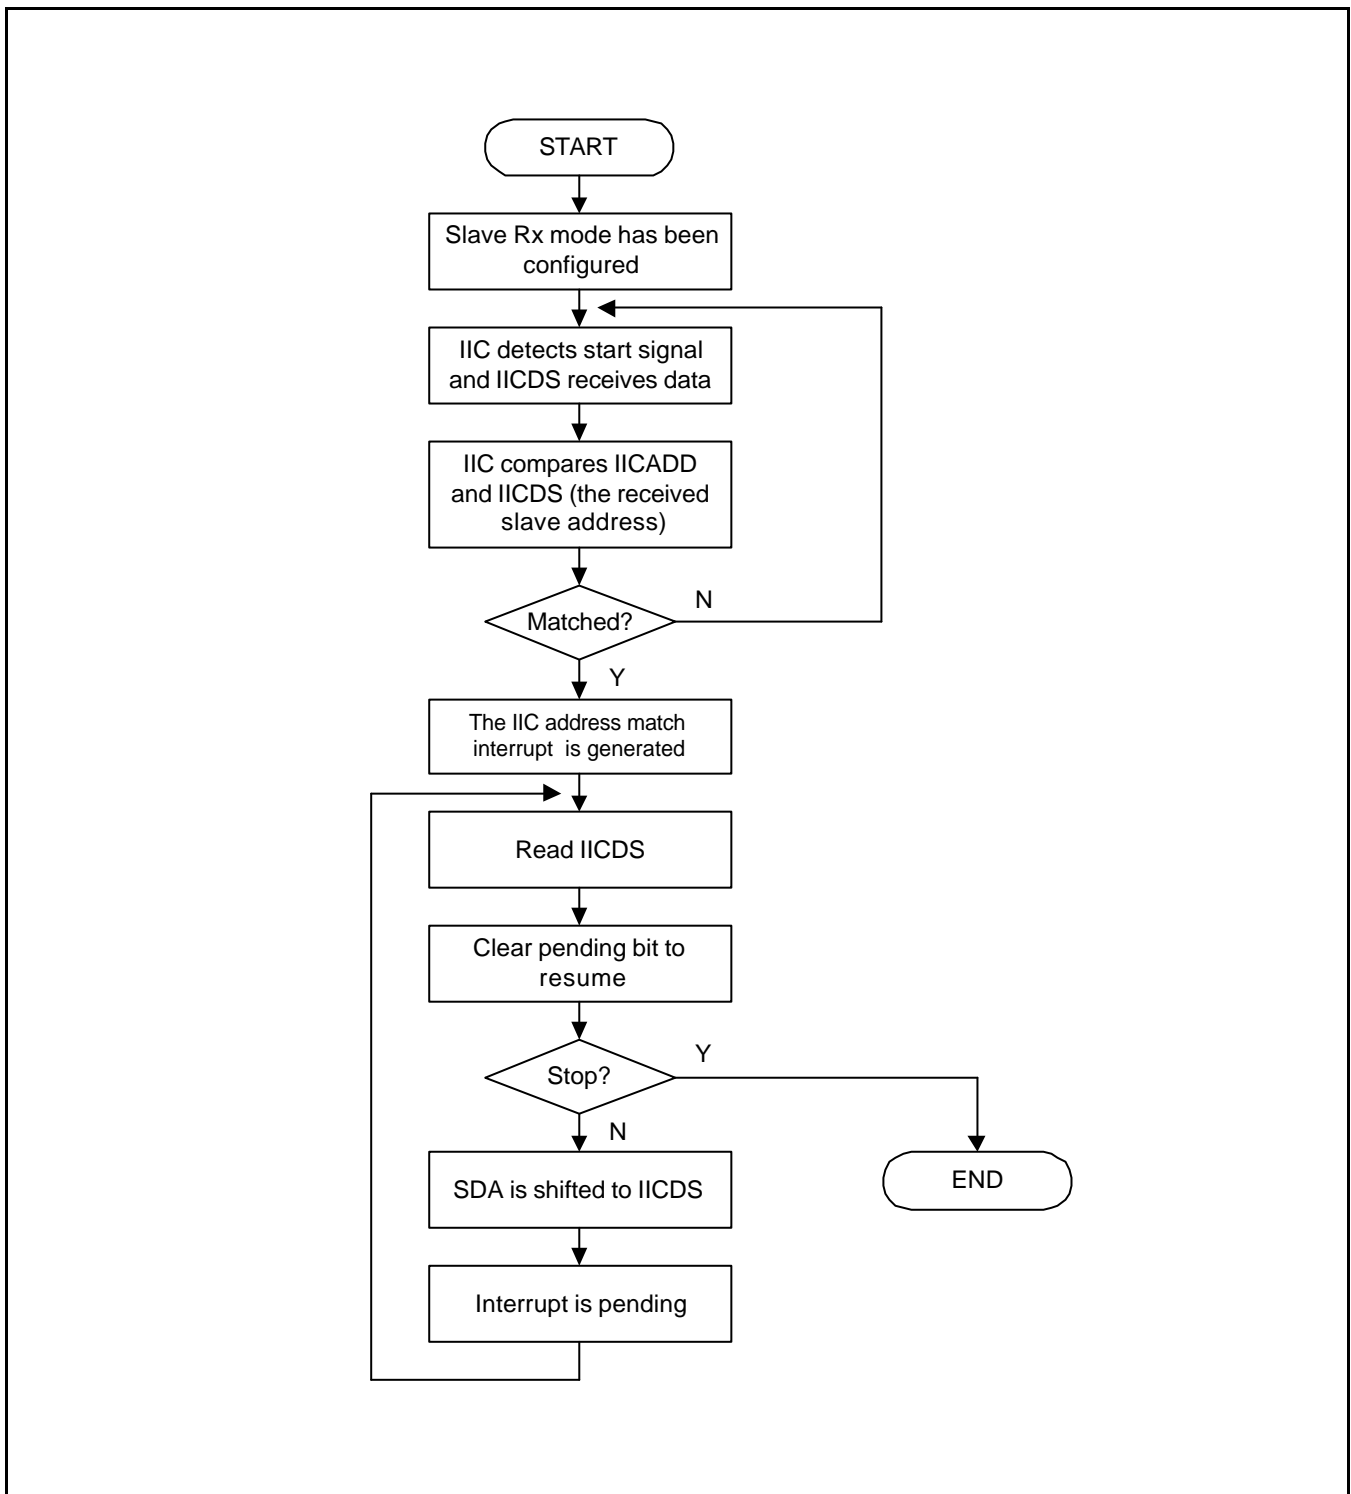 START
Slave Rx mode has been
configured
IIC detects start signal
and IICDS receives data
IIC compares IICADD
and IICDS (the received
slave address)
N
Matched?
Y
The IIC address match
interrupt is generated
Read IICDS
Clear pending bit to
resume
Y
Stop?
N
SDA is shifted to IICDS
END
Interrupt is pending